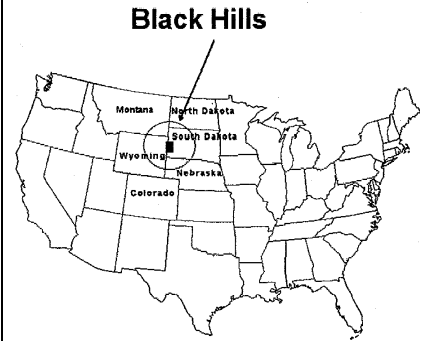 Black Hills
Montana
North Dakota
South Dakota
Wyoming
Nebraska
Colorado